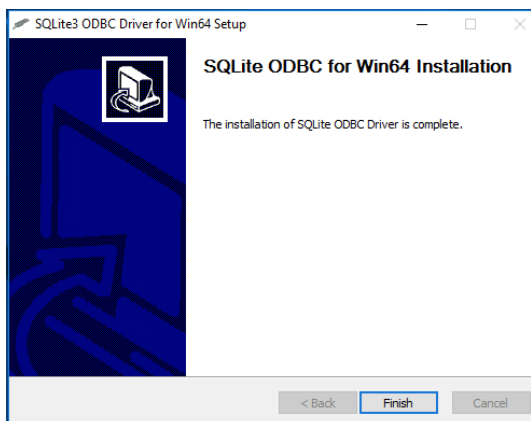 SQLite3 ODBC Driver for Win64 Setup
SQLite ODBC for Win64 Installation
The installation of SQLite ODBC Driver is complete.
< Back
Finish
Cancel